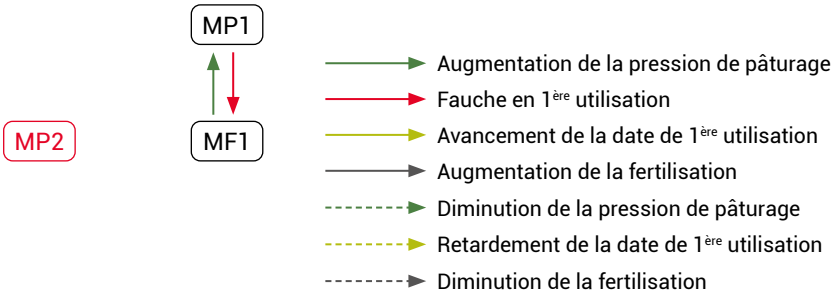 MP1
MP2
MF1
Augmentation de la pression de pâturage
Fauche en 1ère utilisation
Avancement de la date de 1ère utilisation
Augmentation de la fertilisation
Diminution de la pression de pâturage
Retardement de la date de 1ère utilisation
Diminution de la fertilisation